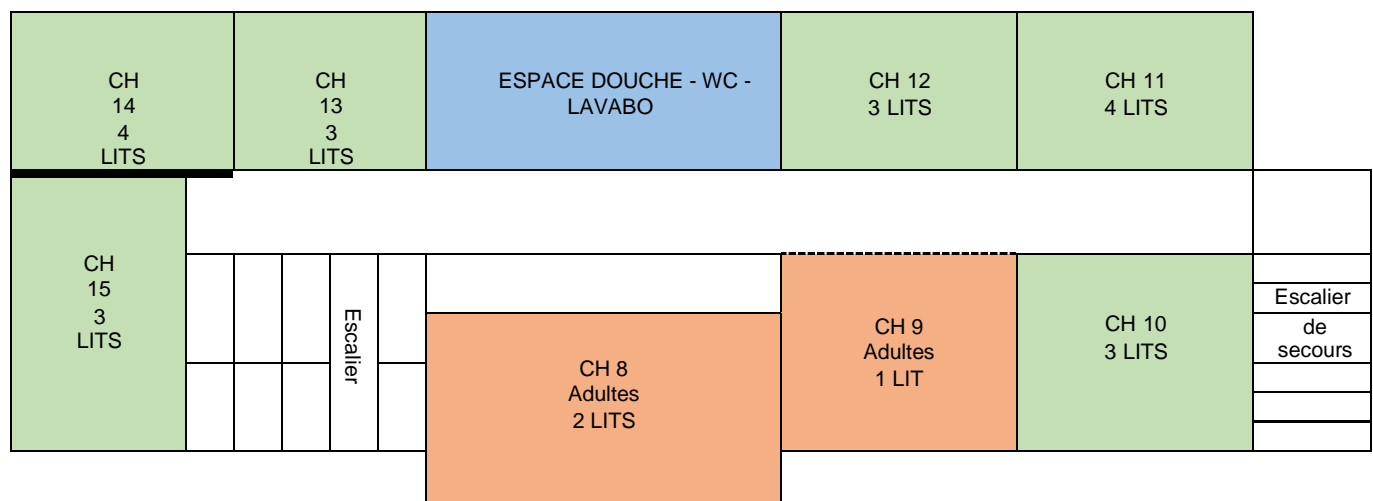 CH
14
4
LITS
CH
13
3
LITS
ESPACE DOUCHE - WC -
LAVABO
CH 12
3 LITS
CH 11
4 LITS
CH
15
3
LITS
Escalier
CH 8
Adultes
2 LITS
CH 9
Adultes
1 LIT
CH 10
3 LITS
Escalier
de
secours